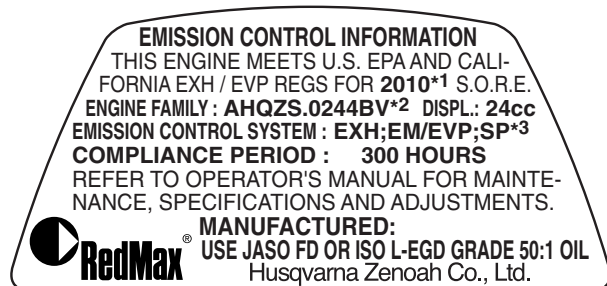 EMISSION CONTROL INFORMATION
THIS ENGINE MEETS U.S. EPA AND CALI-
FORNIA EXH / EVP REGS FOR 2010*1 S.O.R.E.
ENGINE FAMILY : AHQZS.0244BV*2 DISPL.: 24cc
EMISSION CONTROL SYSTEM : EXH;EM/EVP;SP*3
COMPLIANCE PERIOD : 300 HOURS
REFER TO OPERATOR'S MANUAL FOR MAINTE-
NANCE, SPECIFICATIONS AND ADJUSTMENTS.
MANUFACTURED:
RedMax® USE JASO FD OR ISO L-EGD GRADE 50:1 OIL
Husqvarna Zenoah Co., Ltd.